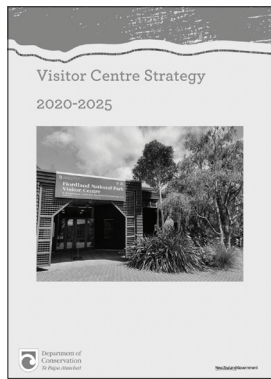 Visitor Centre Strategy
2020-2025
Fiordland National Park
Visitor Centre
Department of
Conservation
Te Papa Atawhai
New Zealand Government